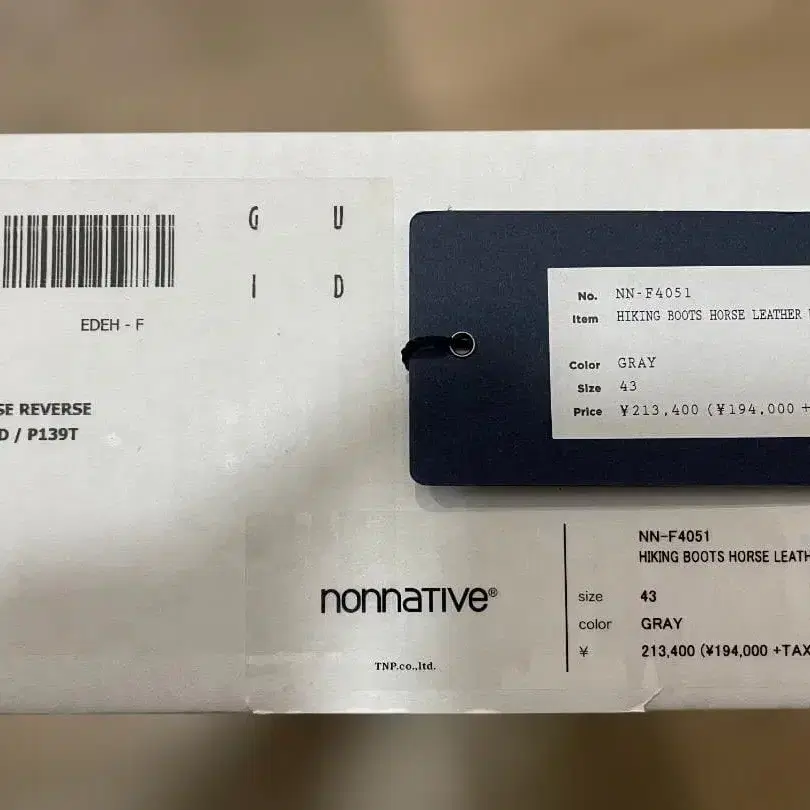 G U
I D
EDEH - F
SE REVERSE
D / P139T
No. NN-F4051
Item HIKING BOOTS HORSE LEATHER
Color GRAY
Size 43
Price ¥213,400 (¥194,000 +
nonnative®
TNP.co.,ltd.
NN-F4051
HIKING BOOTS HORSE LEATH
size 43
color GRAY
¥ 213,400 (¥194,000 +TAX